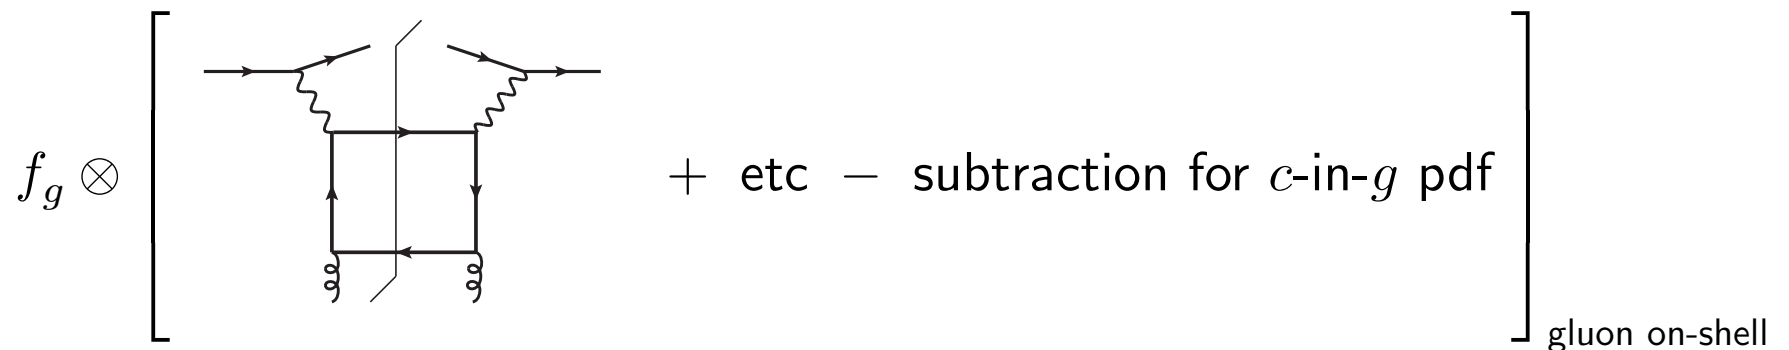 f_g ⊗ [ + etc − subtraction for c-in-g pdf ] gluon on-shell